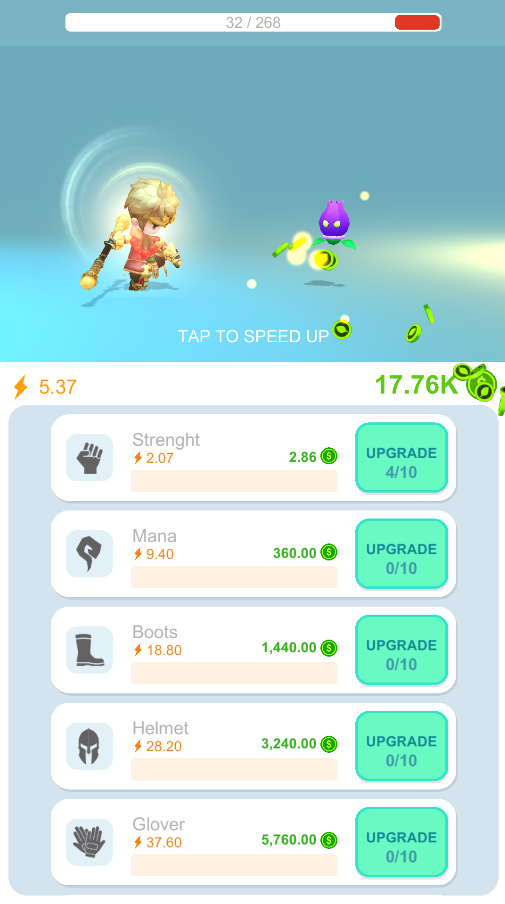 32 / 268
TAP TO SPEED UP
5.37
17.76K
Strenght
2.07
2.86
UPGRADE
4/10
Mana
9.40
360.00
UPGRADE
0/10
Boots
18.80
1,440.00
UPGRADE
0/10
Helmet
28.20
3,240.00
UPGRADE
0/10
Glover
37.60
5,760.00
UPGRADE
0/10